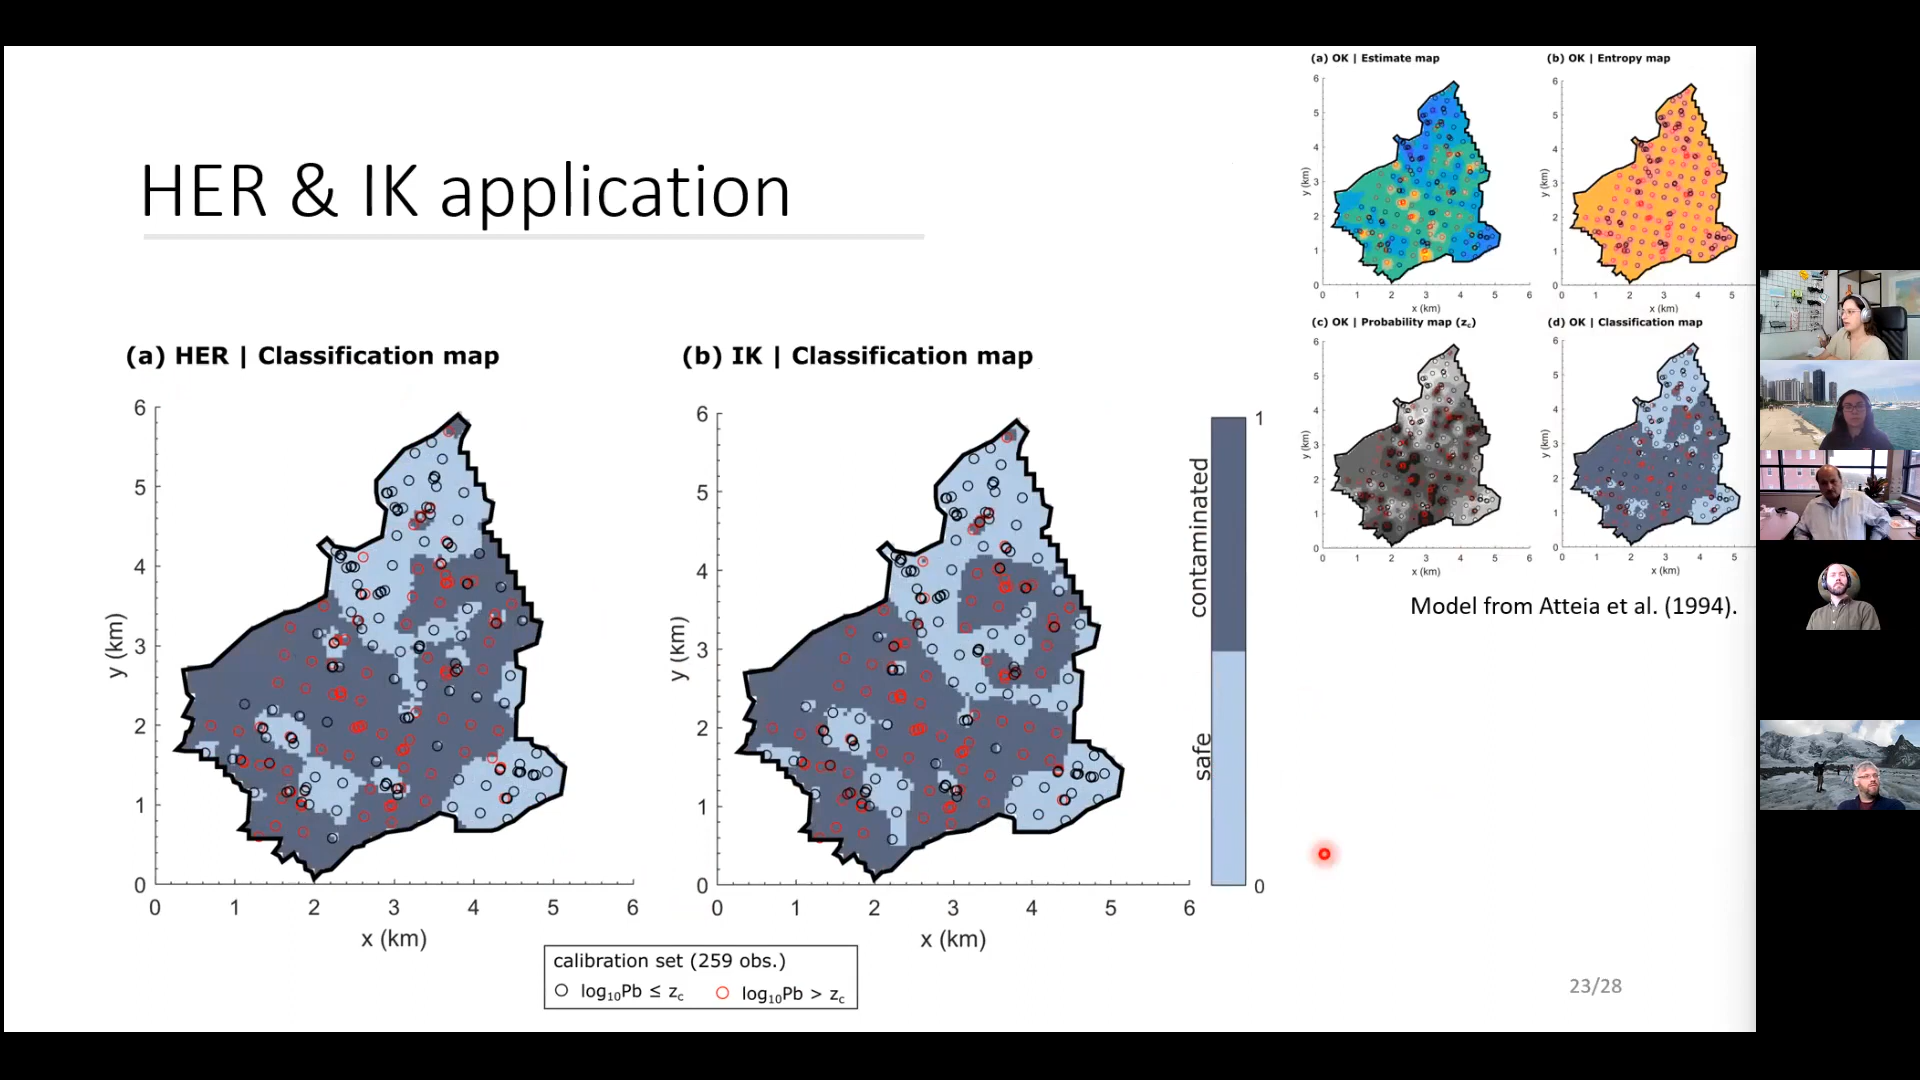 HER & IK application
(a) HER | Classification map
6
5
4
3
2
1
0
y (km)
0 1 2 3 4 5 6
x (km)
(b) IK | Classification map
6
5
4
3
2
1
0
y (km)
0 1 2 3 4 5 6
x (km)
1
contaminated
safe
0
calibration set (259 obs.)
log₁₀Pb ≤ z꜀
log₁₀Pb > z꜀
(a) OK | Estimate map
6
5
4
3
2
1
0
y (km)
0 1 2 3 4 5 6
x (km)
(b) OK | Entropy map
6
5
4
3
2
1
0
y (km)
0 1 2 3 4 5
x (km)
(c) OK | Probability map (z꜀)
6
5
4
3
2
1
0
y (km)
0 1 2 3 4 5 6
x (km)
(d) OK | Classification map
6
5
4
3
2
1
0
y (km)
0 1 2 3 4 5
x (km)
Model from Atteia et al. (1994).
23/28